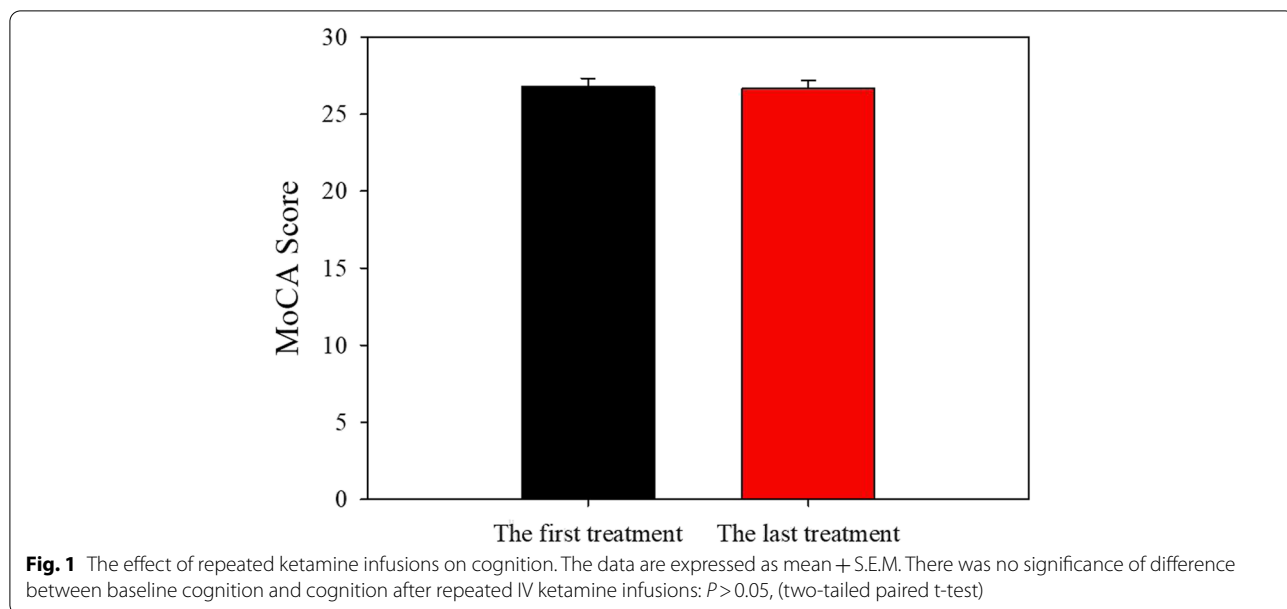 30
25
20
15
10
5
0
MoCA Score
The first treatment The last treatment
Fig. 1 The effect of repeated ketamine infusions on cognition. The data are expressed as mean + S.E.M. There was no significance of difference
between baseline cognition and cognition after repeated IV ketamine infusions: P > 0.05, (two-tailed paired t-test)